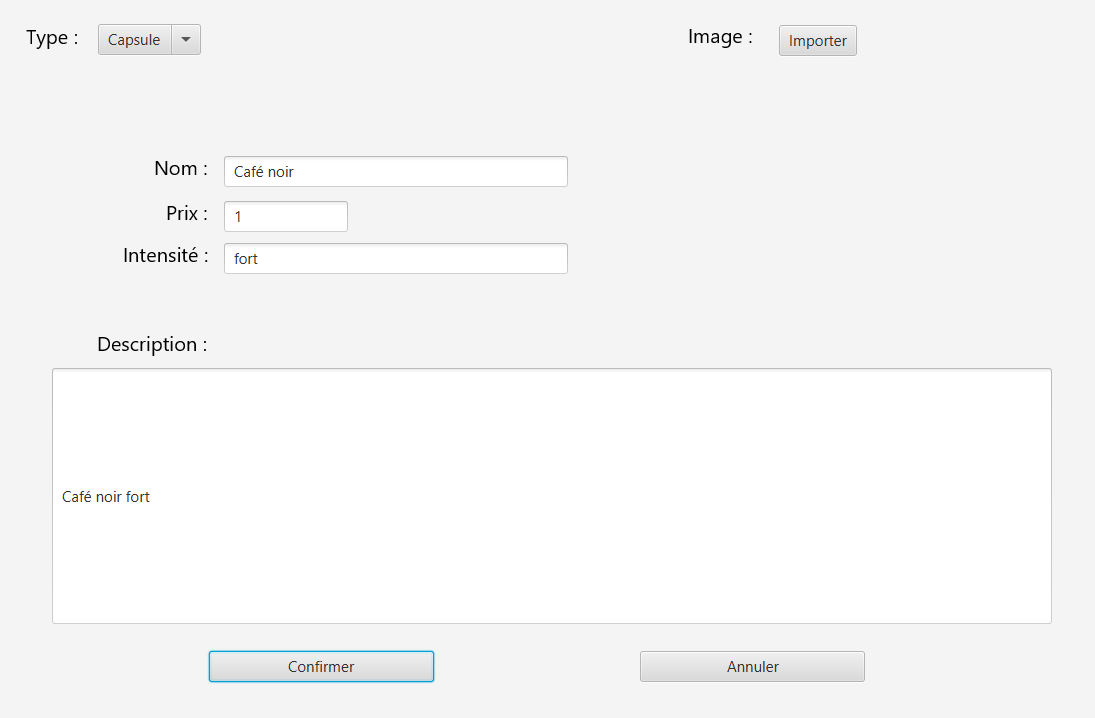 Type : Capsule Image : Importer
Nom : Café noir
Prix : 1
Intensité : fort
Description :
Café noir fort
Confirmer Annuler